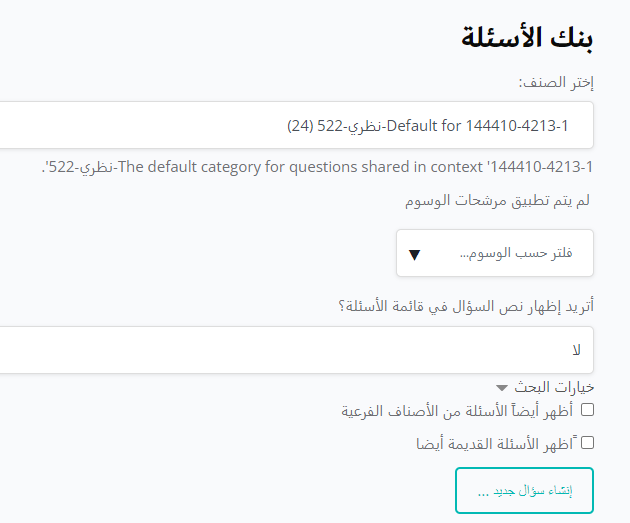 بنك الأسئلة
إختر الصنف:
Default for 144410-4213-1-نظري-522 (24)
The default category for questions shared in context '144410-4213-1-نظري-522'.
لم يتم تطبيق مرشحات الوسوم
فلتر حسب الوسوم...
أتريد إظهار نص السؤال في قائمة الأسئلة؟
لا
خيارات البحث
أظهر أيضاً الأسئلة من الأصناف الفرعية
ًاظهر الأسئلة القديمة أيضا
إنشاء سؤال جديد ...